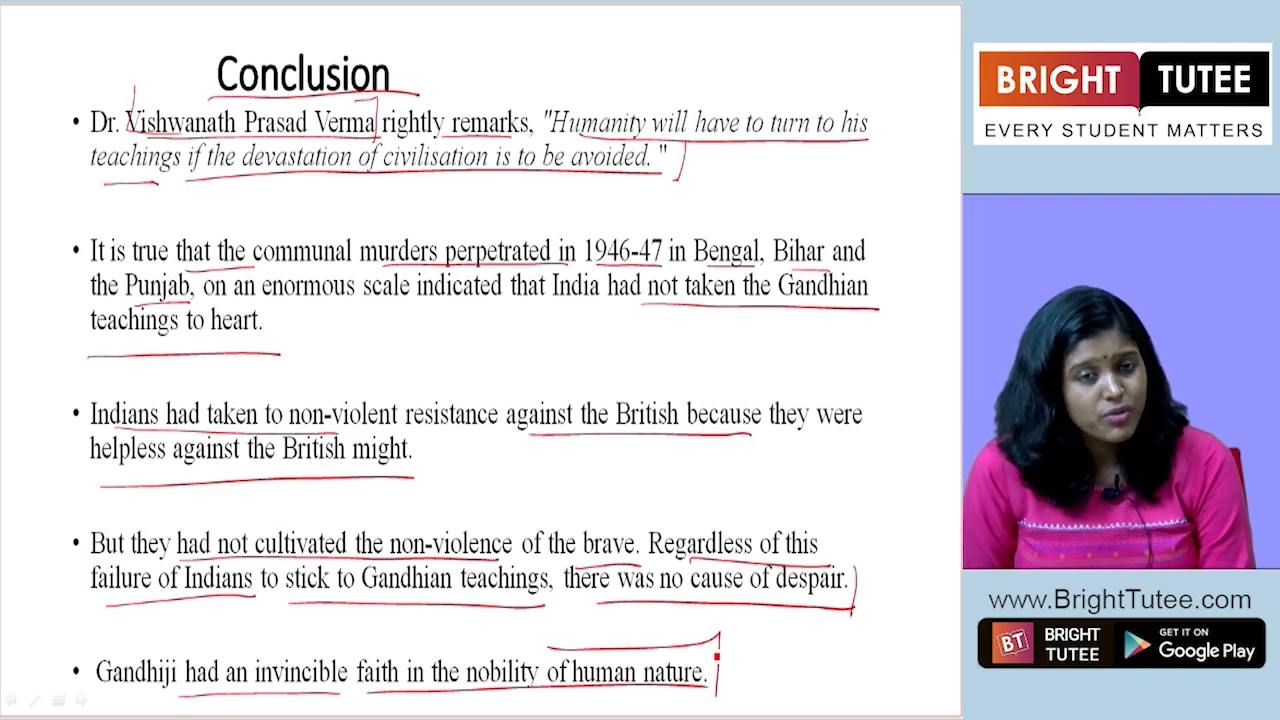 Conclusion
• Dr. Vishwanath Prasad Verma rightly remarks, "Humanity will have to turn to his
teachings if the devastation of civilisation is to be avoided. "
• It is true that the communal murders perpetrated in 1946-47 in Bengal, Bihar and
the Punjab, on an enormous scale indicated that India had not taken the Gandhian
teachings to heart.
• Indians had taken to non-violent resistance against the British because they were
helpless against the British might.
• But they had not cultivated the non-violence of the brave. Regardless of this
failure of Indians to stick to Gandhian teachings, there was no cause of despair.
• Gandhiji had an invincible faith in the nobility of human nature.
BRIGHT TUTEE
EVERY STUDENT MATTERS
www.BrightTutee.com
BT
BRIGHT
TUTEE
GET IT ON
Google Play